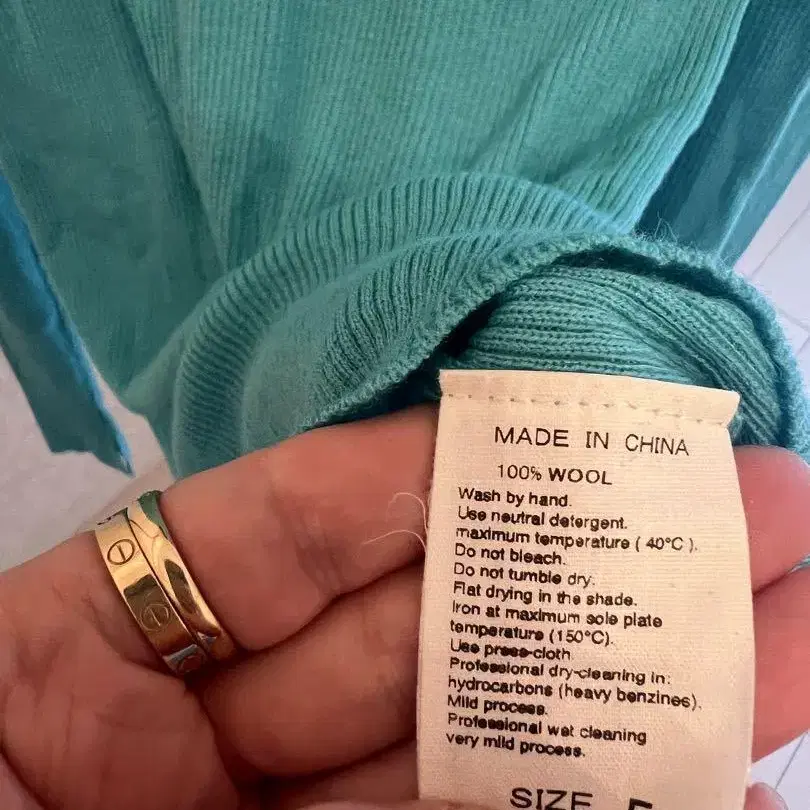 MADE IN CHINA
100% WOOL
Wash by hand.
Use neutral detergent.
maximum temperature ( 40°C ).
Do not bleach.
Do not tumble dry.
Flat drying in the shade.
Iron at maximum sole plate
temperature (150°C).
Use press-cloth
Professional dry-cleaning in:
hydrocarbons (heavy benzines).
Mild process.
Professional wet cleaning
very mild process.
SIZE